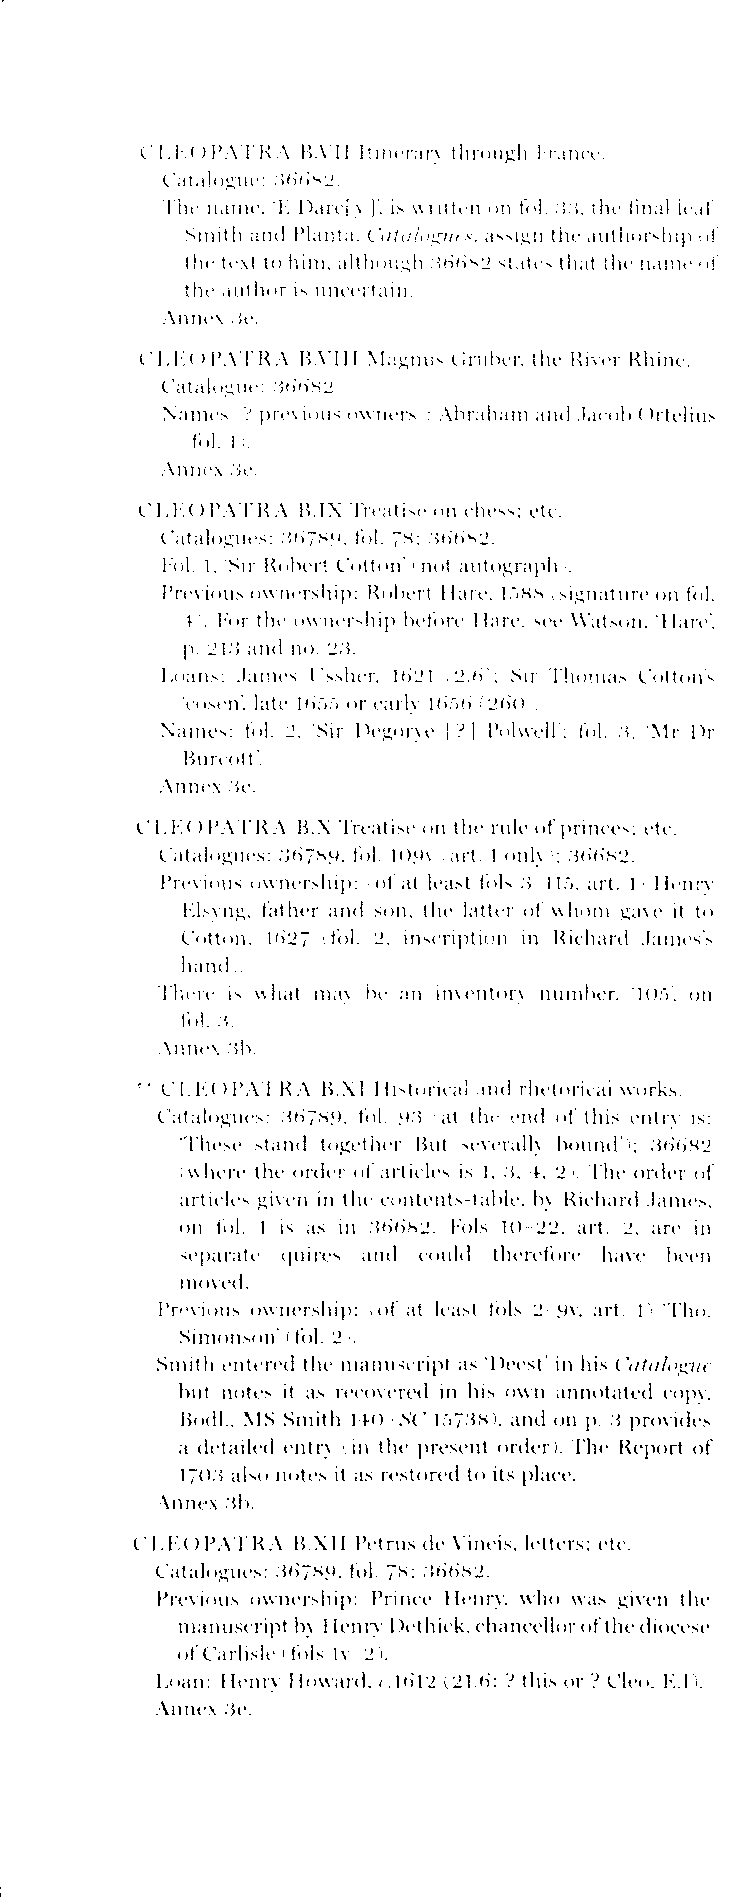 CLEOPATRA B.VII Itinerary through France.
Catalogue: 36682.
The name, 'F. Darc[y ]', is written on fol. 33, the final leaf
Smith and Planta, Catalogues, assign the authorship of
the text to him, although 36682 states that the name of
the author is uncertain.
Annex 3e.
CLEOPATRA B.VIII Magnus Gruber, the River Rhine.
Catalogue: 36682
Names (? previous owners): Abraham and Jacob Ortelius
(fol. 1).
Annex 3e.
CLEOPATRA B.IX Treatise on chess; etc.
Catalogues: 36789, fol. 78; 36682.
Fol. 1, 'Sir Robert Cotton' (not autograph).
Previous ownership: Robert Hare, 1588 (signature on fol.
4). For the ownership before Hare, see Watson, 'Hare',
p. 213 and no. 23.
Loans: James Ussher, 1621 (2.6); Sir Thomas Cotton's
'cosen', late 1655 or early 1656 (260).
Names: fol. 2, 'Sir Degorye [?] Polwell'; fol. 3, 'Mr Dr
Burcott'.
Annex 3e.
CLEOPATRA B.X Treatise on the rule of princes; etc.
Catalogues: 36789, fol. 109v (art. 1 only); 36682.
Previous ownership: (of at least fols 3–115, art. 1) Henry
Elsyng, father and son, the latter of whom gave it to
Cotton, 1627 (fol. 2, inscription in Richard James's
hand).
There is what may be an inventory number, '105', on
fol. 3.
Annex 3b.
** CLEOPATRA B.XI Historical and rhetorical works.
Catalogues: 36789, fol. 93 (at the end of this entry is:
'These stand together But severally bound'); 36682
(where the order of articles is 1, 3, 4, 2). The order of
articles given in the contents-table, by Richard James,
on fol. 1 is as in 36682. Fols 10–22, art. 2, are in
separate quires and could therefore have been
moved.
Previous ownership: (of at least fols 2–9v, art. 1) 'Tho.
Simonson' (fol. 2).
Smith entered the manuscript as 'Deest' in his Catalogue
but notes it as recovered in his own annotated copy,
Bodl., MS Smith 140 (SC 15738), and on p. 3 provides
a detailed entry (in the present order). The Report of
1703 also notes it as restored to its place.
Annex 3b.
CLEOPATRA B.XII Petrus de Vineis, letters; etc.
Catalogues: 36789, fol. 78; 36682.
Previous ownership: Prince Henry, who was given the
manuscript by Henry Dethick, chancellor of the diocese
of Carlisle (fols 1v–2).
Loan: Henry Howard, c.1612 (21.6: ? this or ? Cleo. E.I).
Annex 3e.